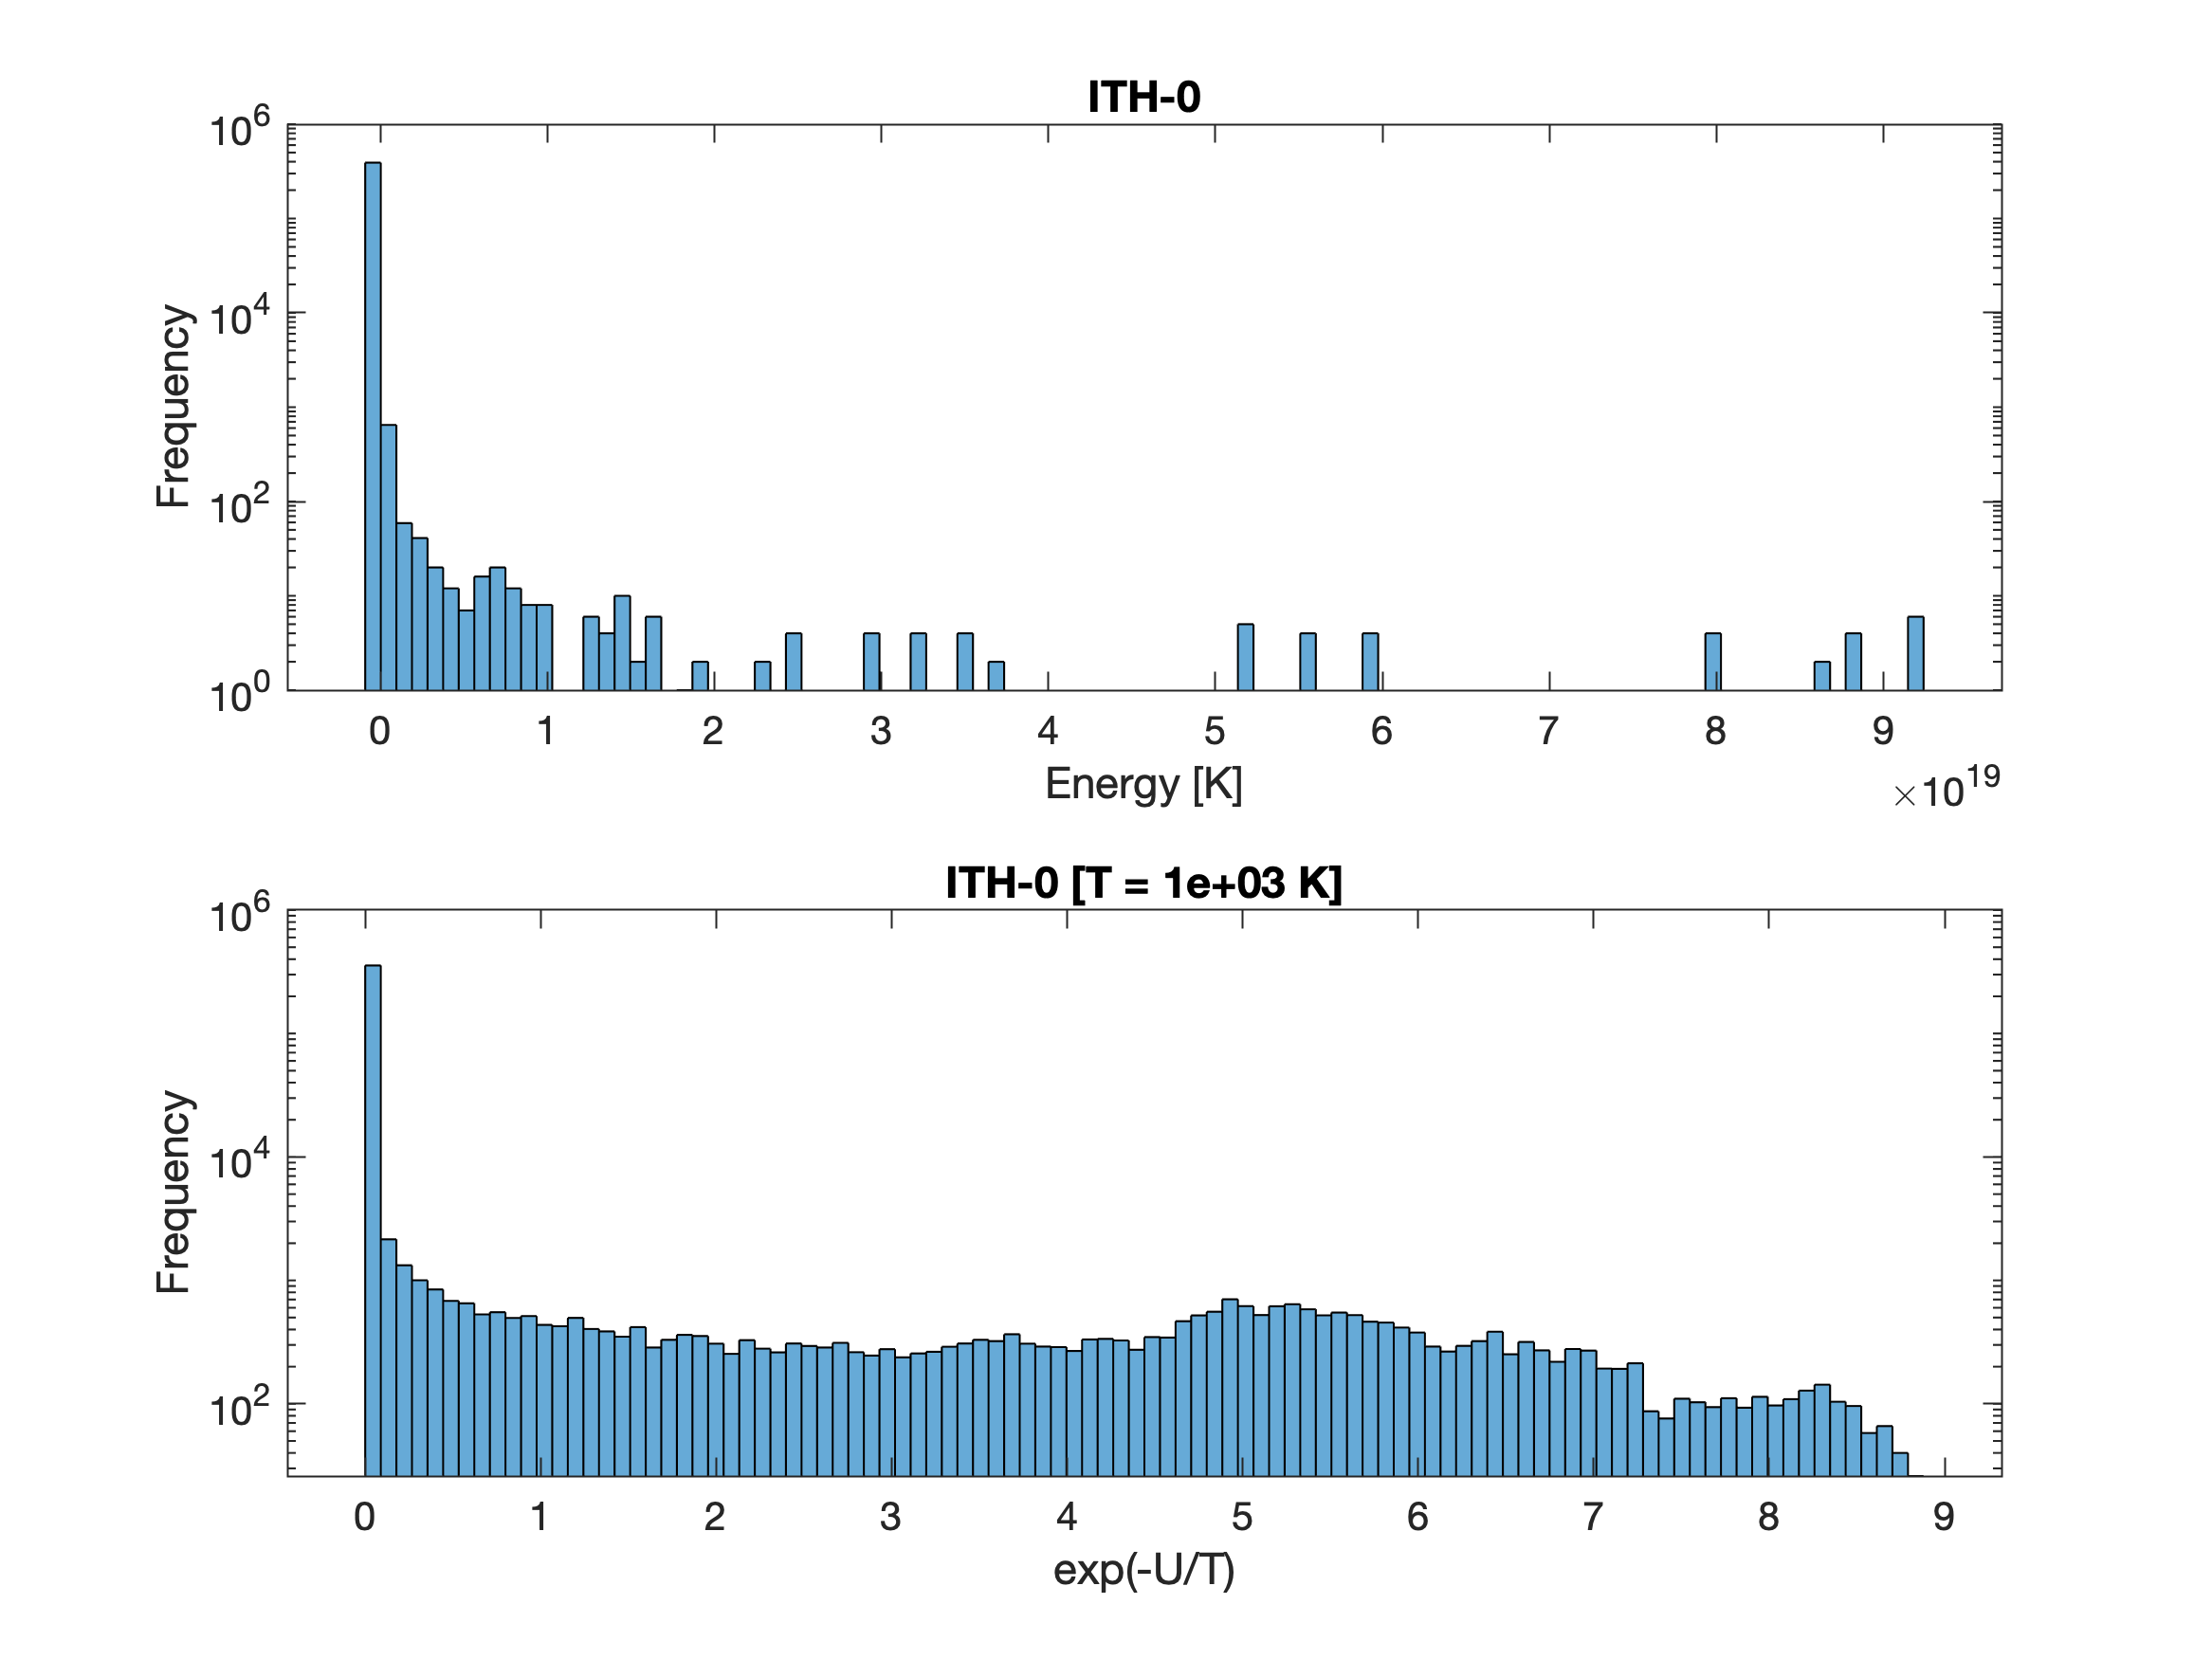 ITH-0
Frequency
10^6
10^4
10^2
10^0
0 1 2 3 4 5 6 7 8 9
Energy [K]
×10^19
ITH-0 [T = 1e+03 K]
Frequency
10^6
10^4
10^2
0 1 2 3 4 5 6 7 8 9
exp(-U/T)